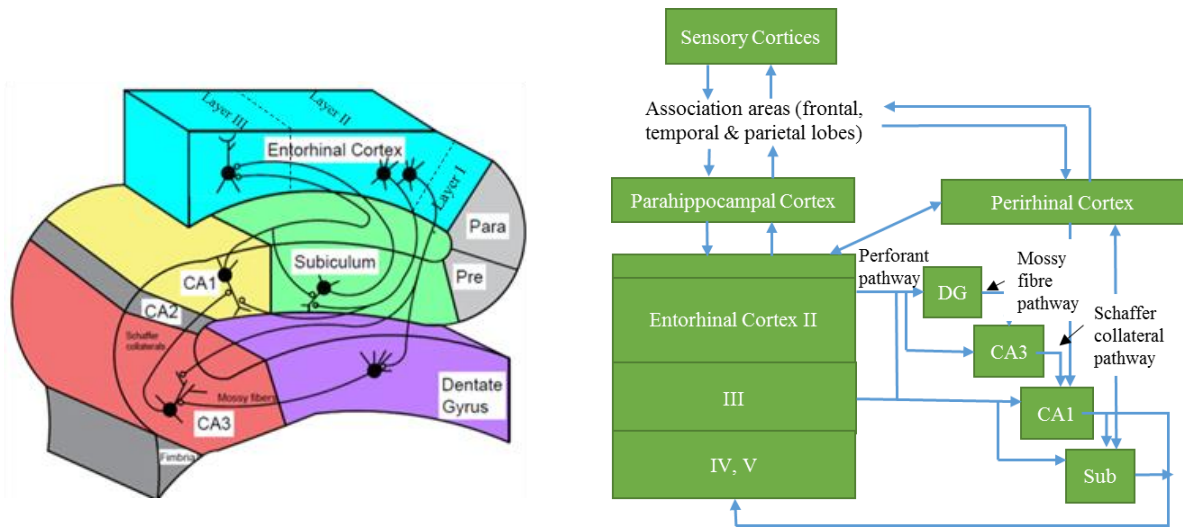 Layer III
Layer II
Entorhinal Cortex
Layer I
Para
Pre
Subiculum
CA1
CA2
Schaffer
collaterals
Mossy fibers
CA3
Dentate
Gyrus
Fimbria
Sensory Cortices
Association areas (frontal,
temporal & parietal lobes)
Parahippocampal Cortex
Perirhinal Cortex
Perforant
pathway
Mossy
fibre
pathway
DG
Entorhinal Cortex II
Schaffer
collateral
pathway
CA3
III
CA1
IV, V
Sub